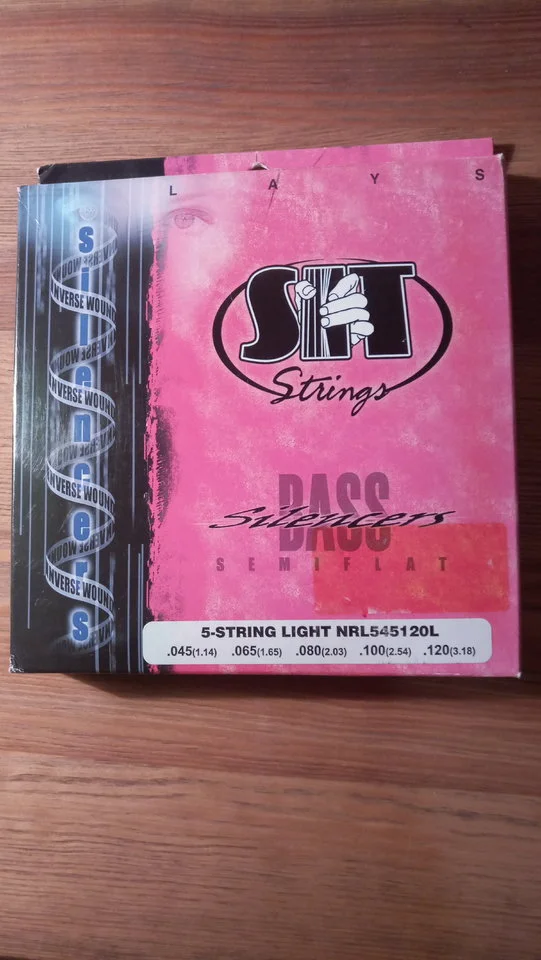 L A Y S
Silencers
INVERSE WOUND
INVERSE WOUND
INVERSE WOUND
INVERSE WOUND
SIT
Strings
BASS
Silencers
SEMIFLAT
5-STRING LIGHT NRL545120L
.045(1.14) .065(1.65) .080(2.03) .100(2.54) .120(3.18)